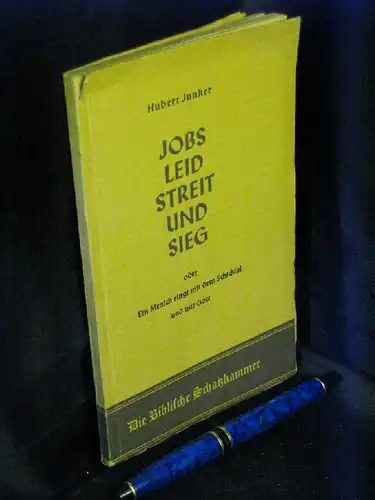 Hubert Junker
JOBS
LEID
STREIT
UND
SIEG
oder
Ein Mensch ringt mit dem Schicksal
und mit Gott
Die Biblische Schatzkammer